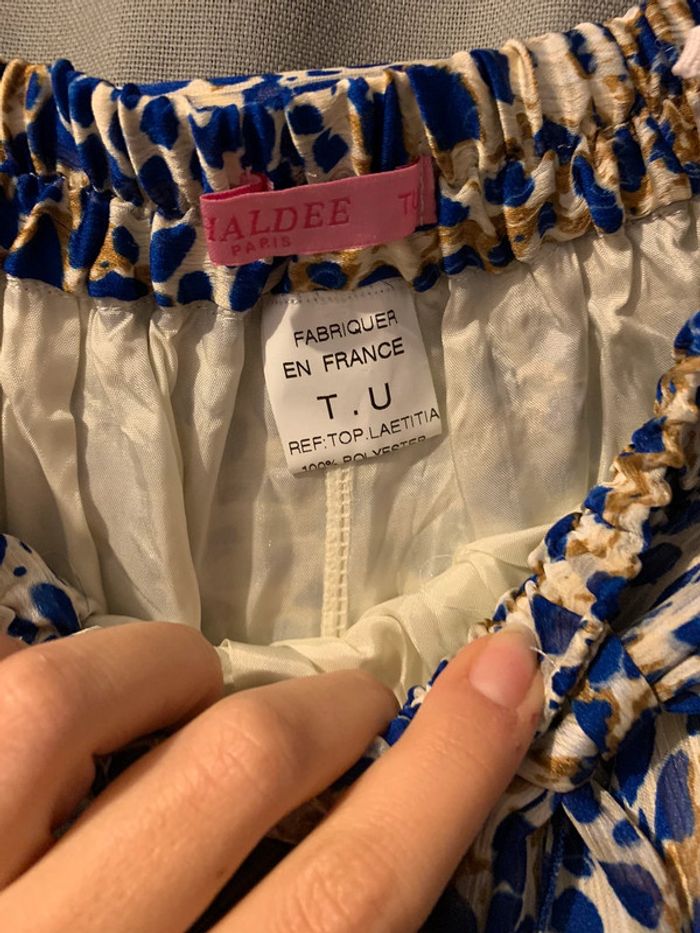 HALDEE TU
PARIS
FABRIQUER
EN FRANCE
T.U
REF:TOP.LAETITIA
100% POLYESTER